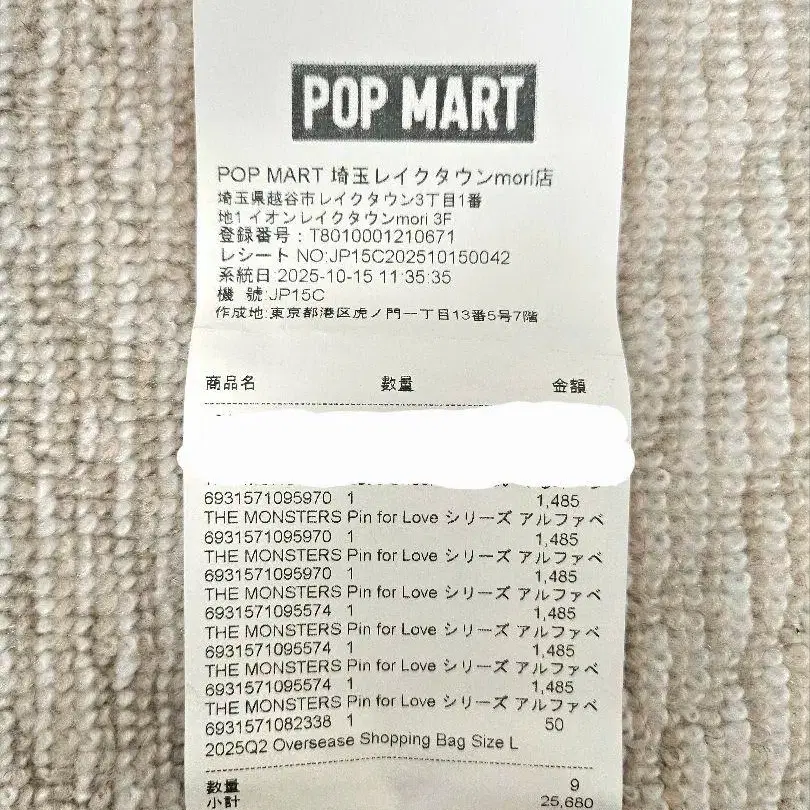 POP MART
POP MART 埼玉レイクタウンmori店
埼玉県越谷市レイクタウン3丁目1番
地1 イオンレイクタウンmori 3F
登録番号：T8010001210671
レシート NO:JP15C202510150042
系統日:2025-10-15 11:35:35
機 號:JP15C
作成地:東京都港区虎ノ門一丁目13番5号7階
商品名 数量 金額
6931571095970 1 1,485
THE MONSTERS Pin for Love シリーズ アルファベ
6931571095970 1 1,485
THE MONSTERS Pin for Love シリーズ アルファベ
6931571095970 1 1,485
THE MONSTERS Pin for Love シリーズ アルファベ
6931571095574 1 1,485
THE MONSTERS Pin for Love シリーズ アルファベ
6931571095574 1 1,485
THE MONSTERS Pin for Love シリーズ アルファベ
6931571095574 1 1,485
THE MONSTERS Pin for Love シリーズ アルファベ
6931571082338 1 50
2025Q2 Oversease Shopping Bag Size L
数量 9
小計 25,680